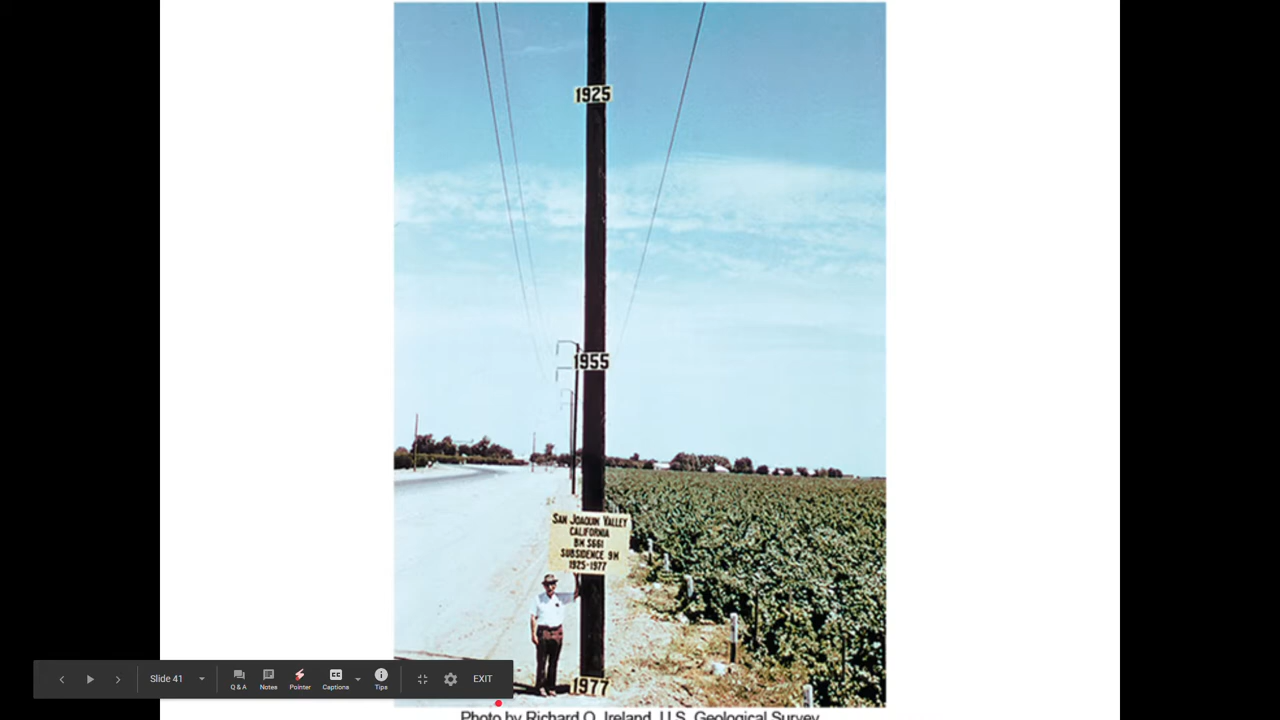 1925
1955
SAN JOAQUIN VALLEY
CALIFORNIA
BM S661
SUBSIDENCE 9M
1925-1977
1977
Slide 41
Q & A
Notes
Pointer
Captions
Tips
EXIT
Photo by Richard O. Ireland, U.S. Geological Survey